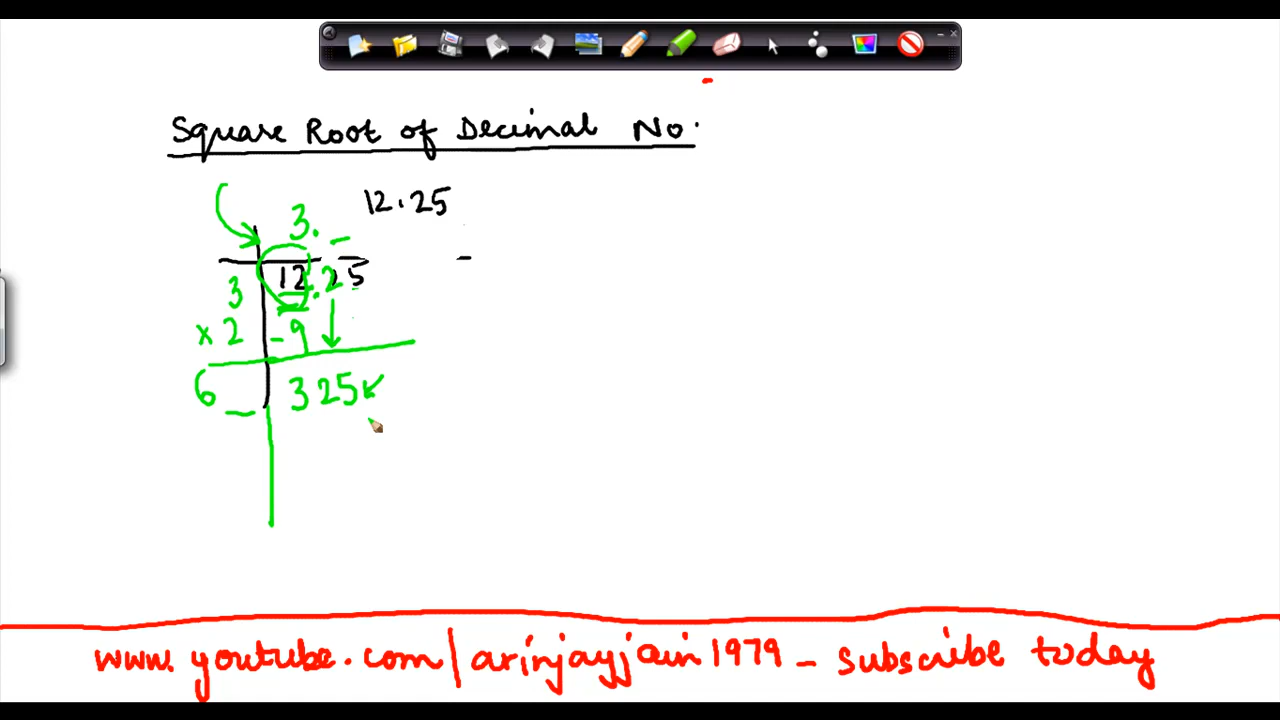 Square Root of Decimal No.
12.25
3. _
12.25
3
x 2
- 9
6 _ 325
www.youtube.com/arinjayjain1979 - subscribe today